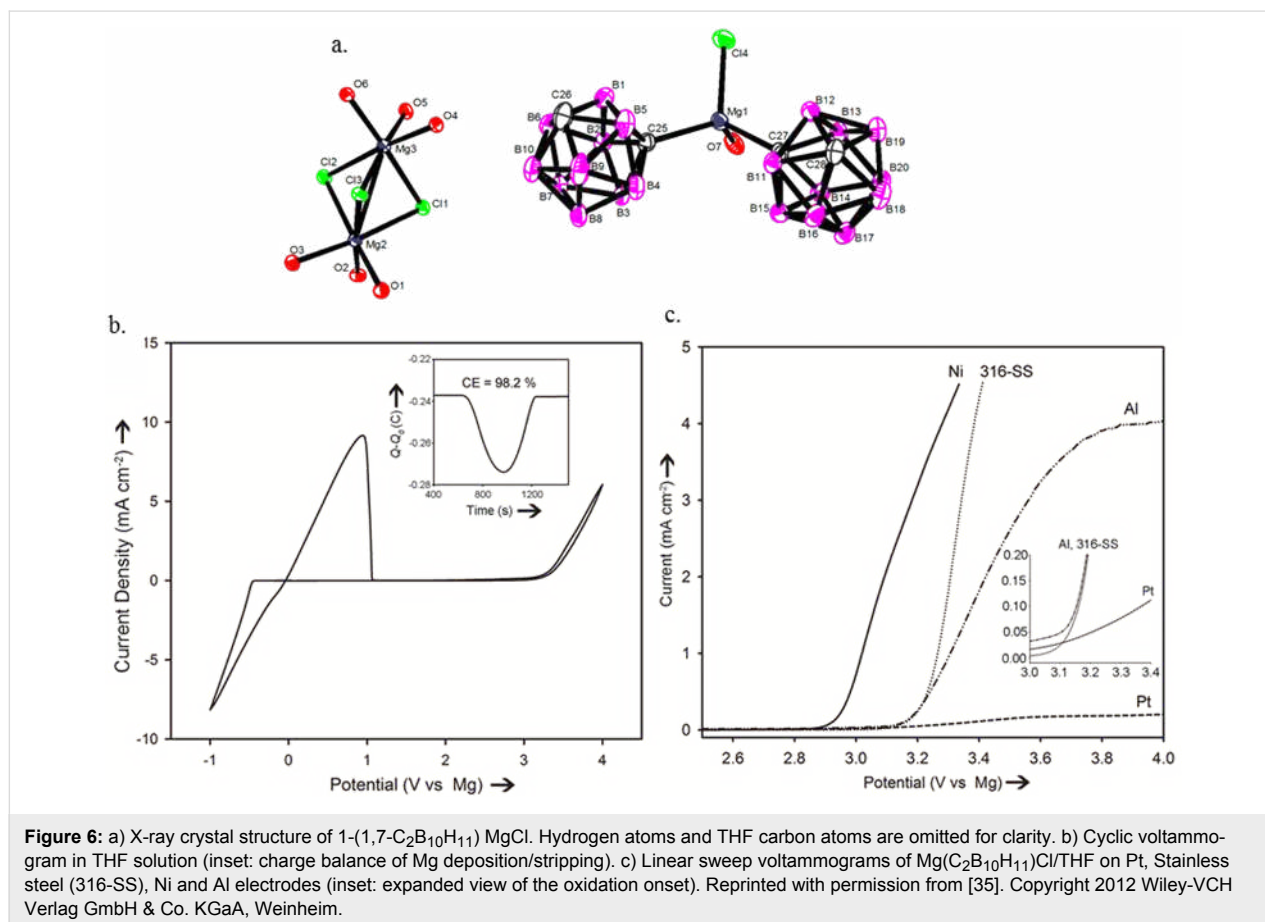 a.
O6
O5
O4
Mg3
Cl2
Cl3
Cl1
Mg2
O3
O2
O1
Cl4
B1
C26
B5
B6
B2
C25
B10
B9
B7
B4
B3
B8
Mg1
O7
B12
B13
C27
B19
C28
B11
B20
B14
B18
B15
B16
B17
b.
15
10
5
0
-5
-10
Current Density (mA cm-2) →
-1 0 1 2 3 4
Potential (V vs Mg) →
-0.22
-0.24
-0.26
-0.28
Q-Q0(C) →
CE = 98.2 %
400 800 1200
Time (s) →
c.
5
4
3
2
1
0
Current (mA cm-2) →
Ni 316-SS
Al
Pt
2.6 2.8 3.0 3.2 3.4 3.6 3.8 4.0
Potential (V vs Mg) →
Al, 316-SS
0.20
0.15
0.10
0.05
0.00
Pt
3.0 3.1 3.2 3.3 3.4
Figure 6: a) X-ray crystal structure of 1-(1,7-C2B10H11) MgCl. Hydrogen atoms and THF carbon atoms are omitted for clarity. b) Cyclic voltammo-
gram in THF solution (inset: charge balance of Mg deposition/stripping). c) Linear sweep voltammograms of Mg(C2B10H11)Cl/THF on Pt, Stainless
steel (316-SS), Ni and Al electrodes (inset: expanded view of the oxidation onset). Reprinted with permission from [35]. Copyright 2012 Wiley-VCH
Verlag GmbH & Co. KGaA, Weinheim.